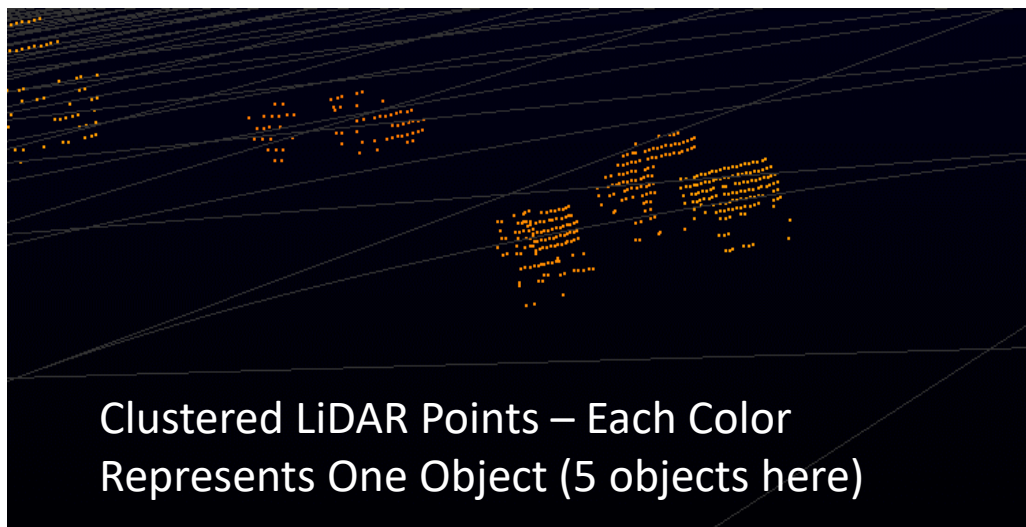 Clustered LiDAR Points – Each Color
Represents One Object (5 objects here)